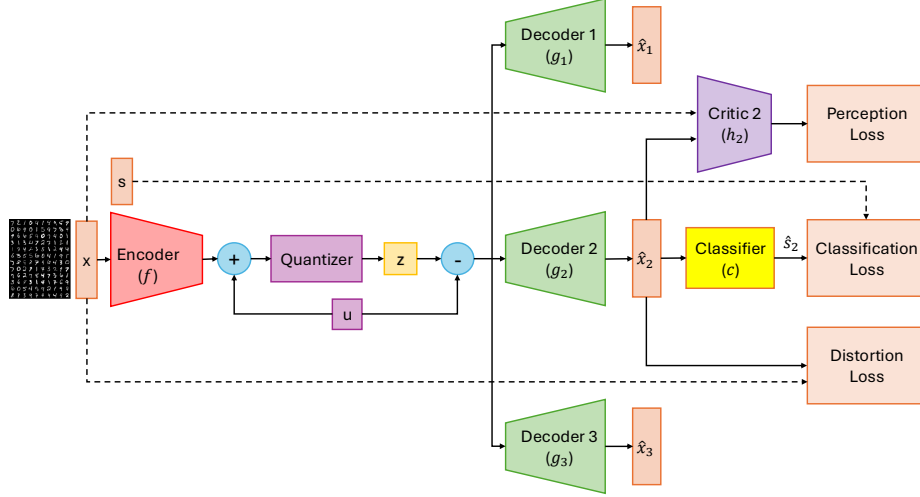 Decoder 1
(g₁)
x̂₁
Critic 2
(h₂)
Perception
Loss
s
x
Encoder
(f)
+
Quantizer
z
-
u
Decoder 2
(g₂)
x̂₂
Classifier
(c)
ŝ₂
Classification
Loss
Distortion
Loss
Decoder 3
(g₃)
x̂₃